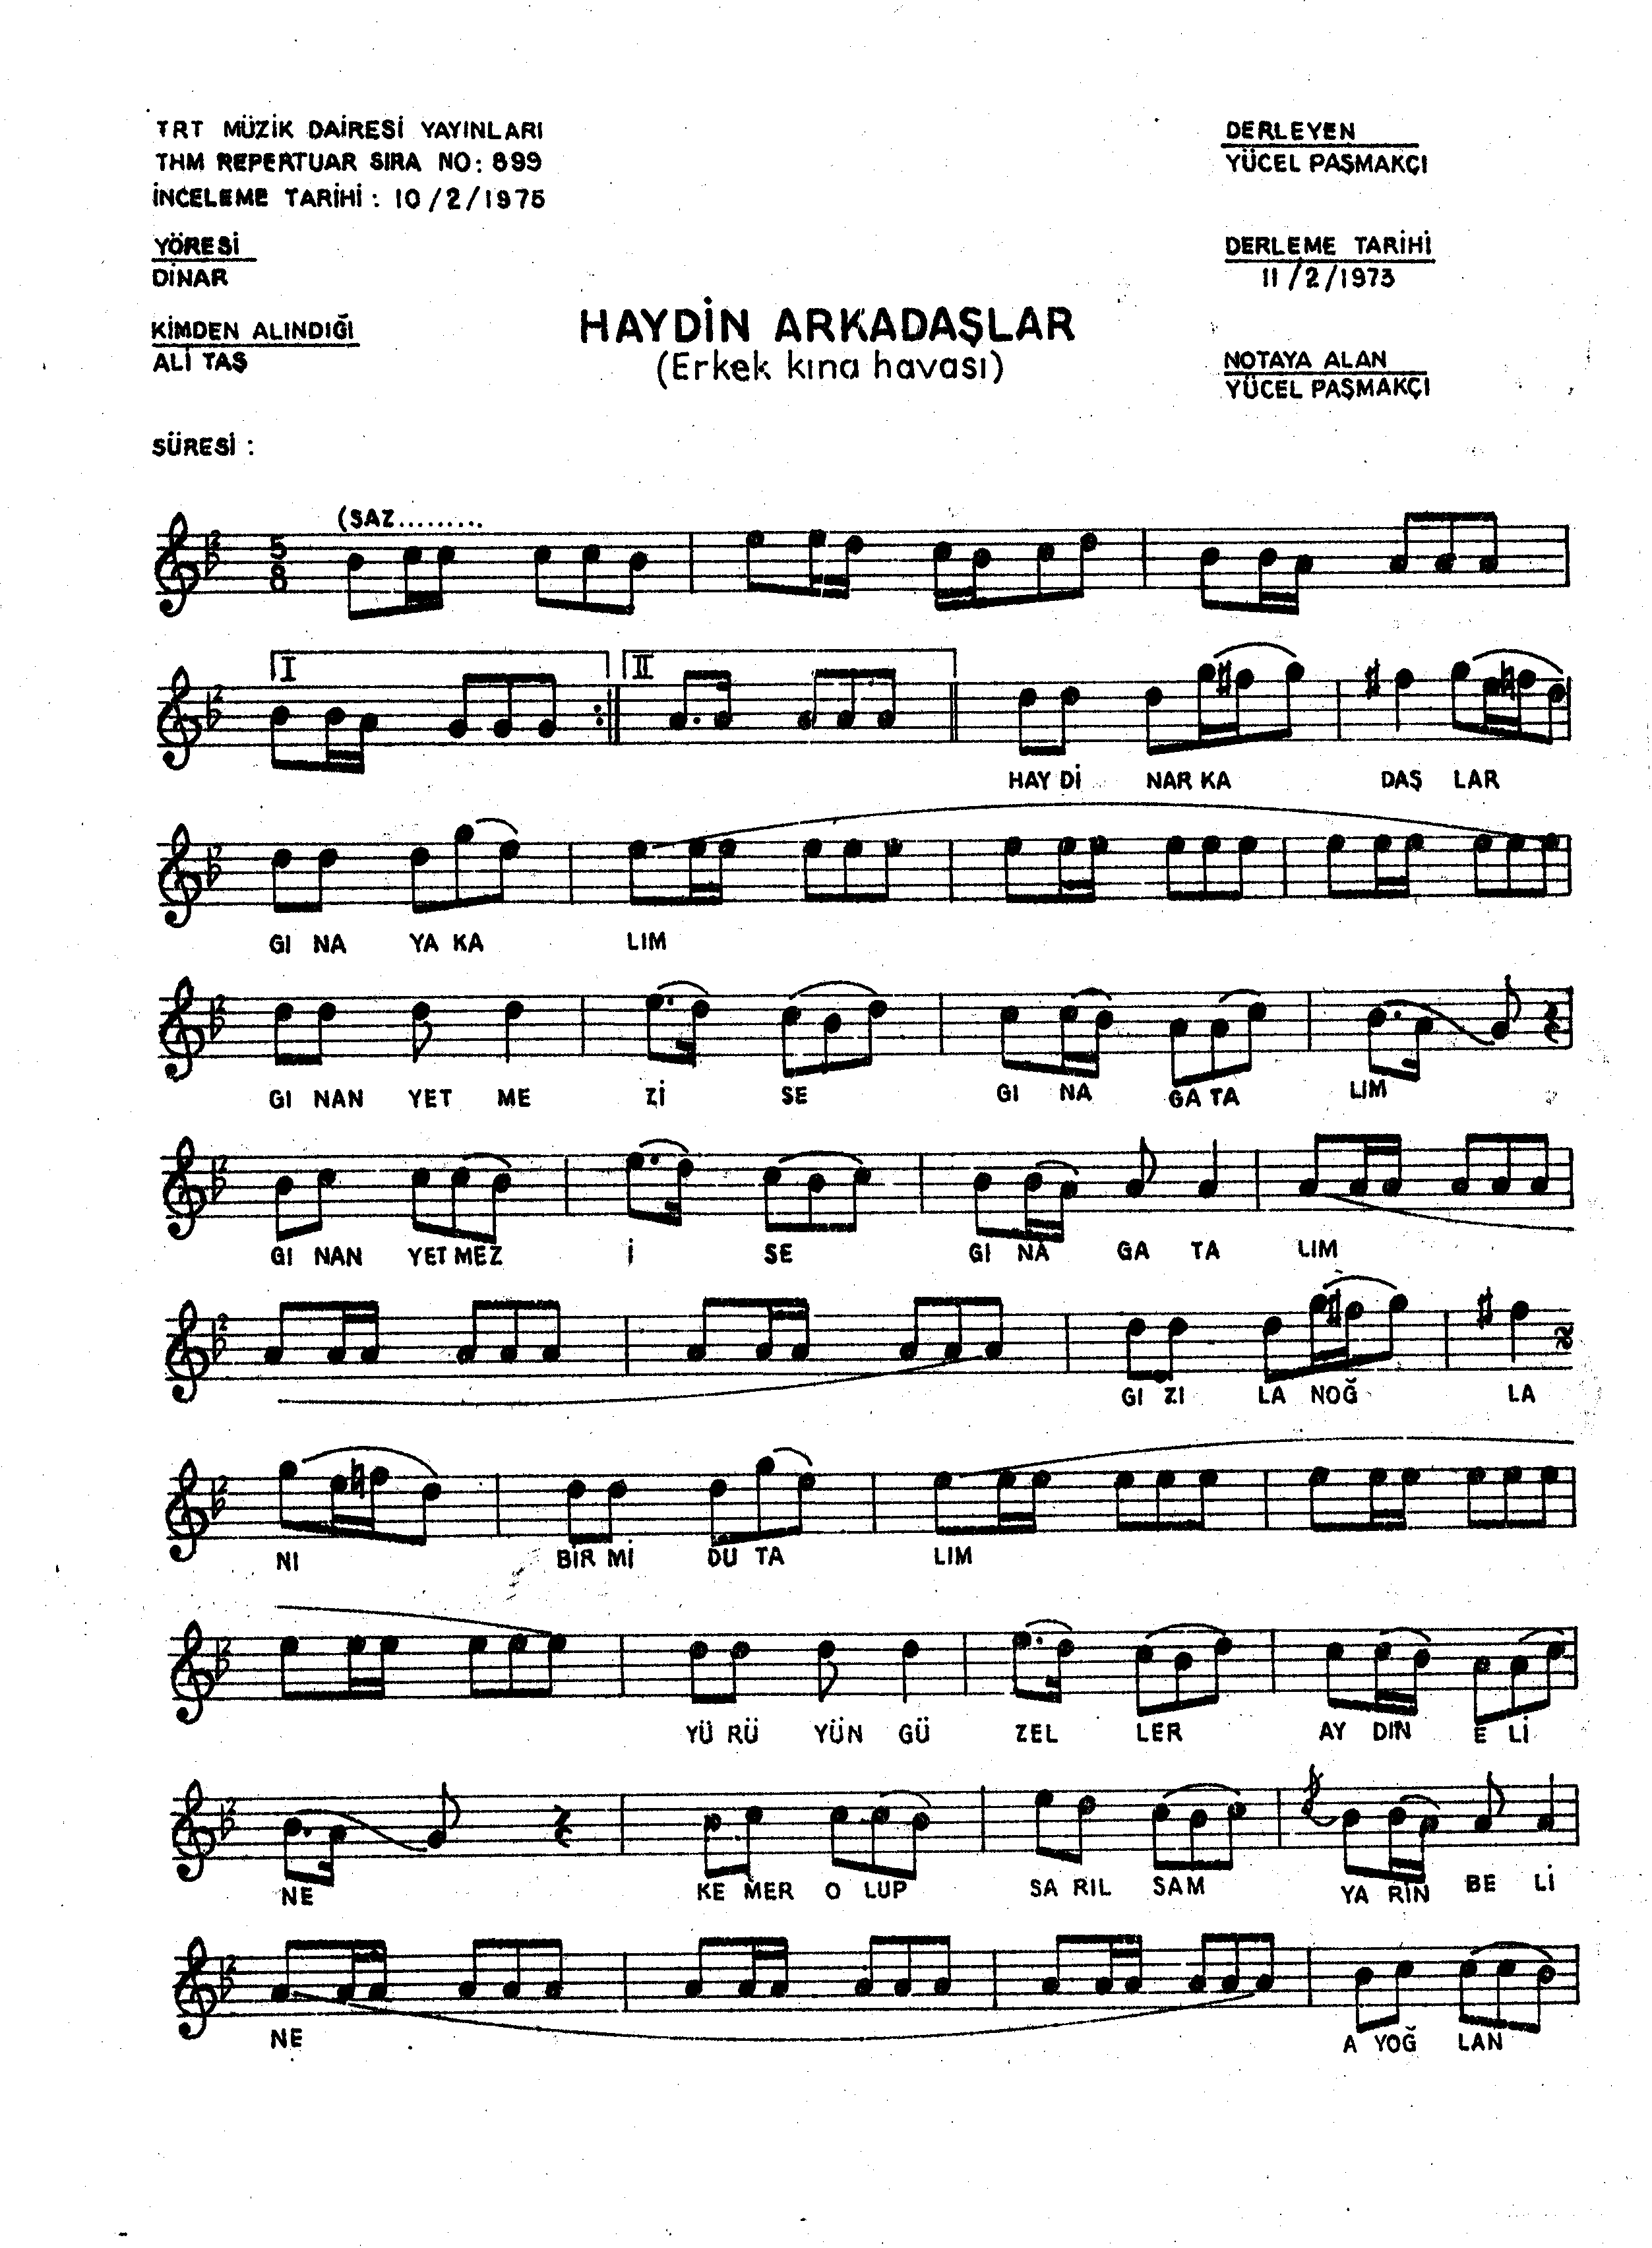 TRT MÜZİK DAİRESİ YAYINLARI
THM REPERTUAR SIRA NO: 899
İNCELEME TARİHİ : 10/2/1975
YÖRESİ
DİNAR
KİMDEN ALINDIĞI
ALİ TAŞ
SÜRESİ :
DERLEYEN
YÜCEL PAŞMAKÇI
DERLEME TARİHİ
11/2/1973
NOTAYA ALAN
YÜCEL PAŞMAKÇI
HAYDİN ARKADAŞLAR
(Erkek kına havası)
(SAZ.........
5
8
I II
HAY Dİ NAR KA DAŞ LAR
GI NA YA KA LIM
GI NAN YET ME Zİ SE GI NA GA TA LIM
GI NAN YET MEZ İ SE GI NA GA TA LIM
GI ZI LA NOĞ LA
NI BİR Mİ DU TA LIM
YÜ RÜ YÜN GÜ ZEL LER AY DIN E Lİ
NE KE MER O LUP SA RIL SAM YA RİN BE Lİ
NE A YOĞ LAN